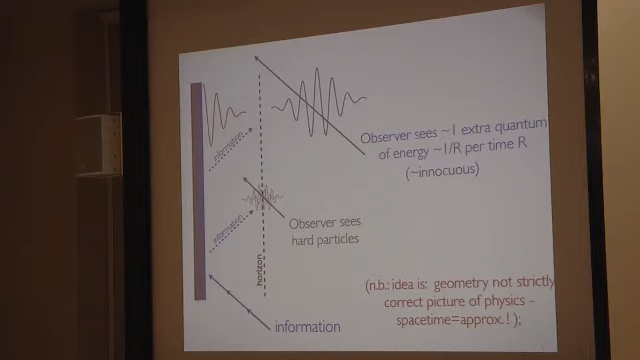 information
Observer sees ~1 extra quantum
of energy ~1/R per time R
(~innocuous)
information
Observer sees
hard particles
horizon
(n.b.: idea is: geometry not strictly
correct picture of physics -
spacetime=approx.! );
information